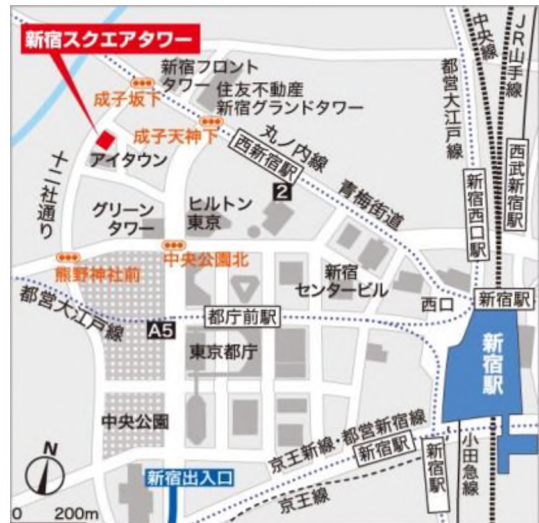 新宿スクエアタワー
成子坂下
新宿フロント
タワー
住友不動産
新宿グランドタワー
成子天神下
アイタウン
十二社通り
グリーン
タワー
ヒルトン
東京
丸ノ内線
西新宿駅
2
青梅街道
都営大江戸線
中央線
JR山手線
西武新宿駅
新宿西口駅
熊野神社前
中央公園北
新宿
センタービル
西口
新宿駅
都営大江戸線
A5
都庁前駅
東京都庁
新宿駅
中央公園
京王新線・都営新宿線
新宿駅
新宿駅
小田急線
京王線
新宿出入口
N
0 200m